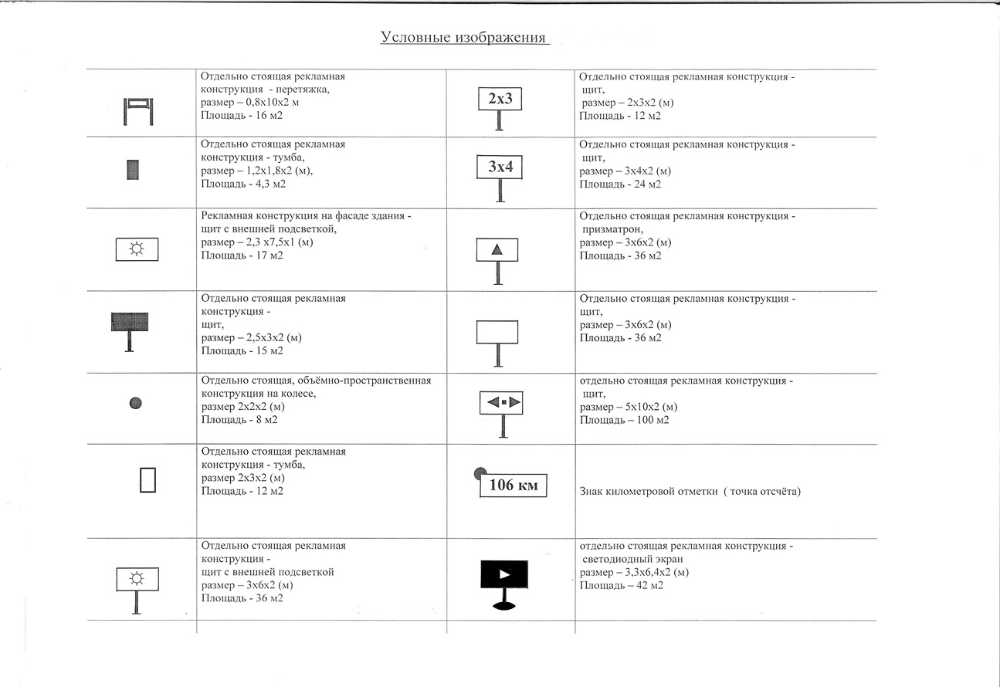 Условные изображения
Отдельно стоящая рекламная
конструкция - перетяжка,
размер – 0,8х10х2 м
Площадь - 16 м2
2х3
Отдельно стоящая рекламная конструкция -
щит,
размер – 2х3х2 (м)
Площадь - 12 м2
Отдельно стоящая рекламная
конструкция - тумба,
размер – 1,2х1,8х2 (м),
Площадь - 4,3 м2
3х4
Отдельно стоящая рекламная конструкция -
щит,
размер – 3х4х2 (м)
Площадь - 24 м2
Рекламная конструкция на фасаде здания -
щит с внешней подсветкой,
размер – 2,3 х7,5х1 (м)
Площадь - 17 м2
Отдельно стоящая рекламная конструкция -
призматрон,
размер – 3х6х2 (м)
Площадь - 36 м2
Отдельно стоящая рекламная
конструкция -
щит,
размер – 2,5х3х2 (м)
Площадь - 15 м2
Отдельно стоящая рекламная конструкция -
щит,
размер – 3х6х2 (м)
Площадь - 36 м2
Отдельно стоящая, объёмно-пространственная
конструкция на колесе,
размер 2х2х2 (м)
Площадь - 8 м2
отдельно стоящая рекламная конструкция -
щит,
размер – 5х10х2 (м)
Площадь – 100 м2
Отдельно стоящая рекламная
конструкция - тумба,
размер 2х3х2 (м)
Площадь - 12 м2
106 км
Знак километровой отметки ( точка отсчёта)
Отдельно стоящая рекламная
конструкция -
щит с внешней подсветкой
размер – 3х6х2 (м)
Площадь - 36 м2
отдельно стоящая рекламная конструкция -
светодиодный экран
размер – 3,3х6,4х2 (м)
Площадь – 42 м2